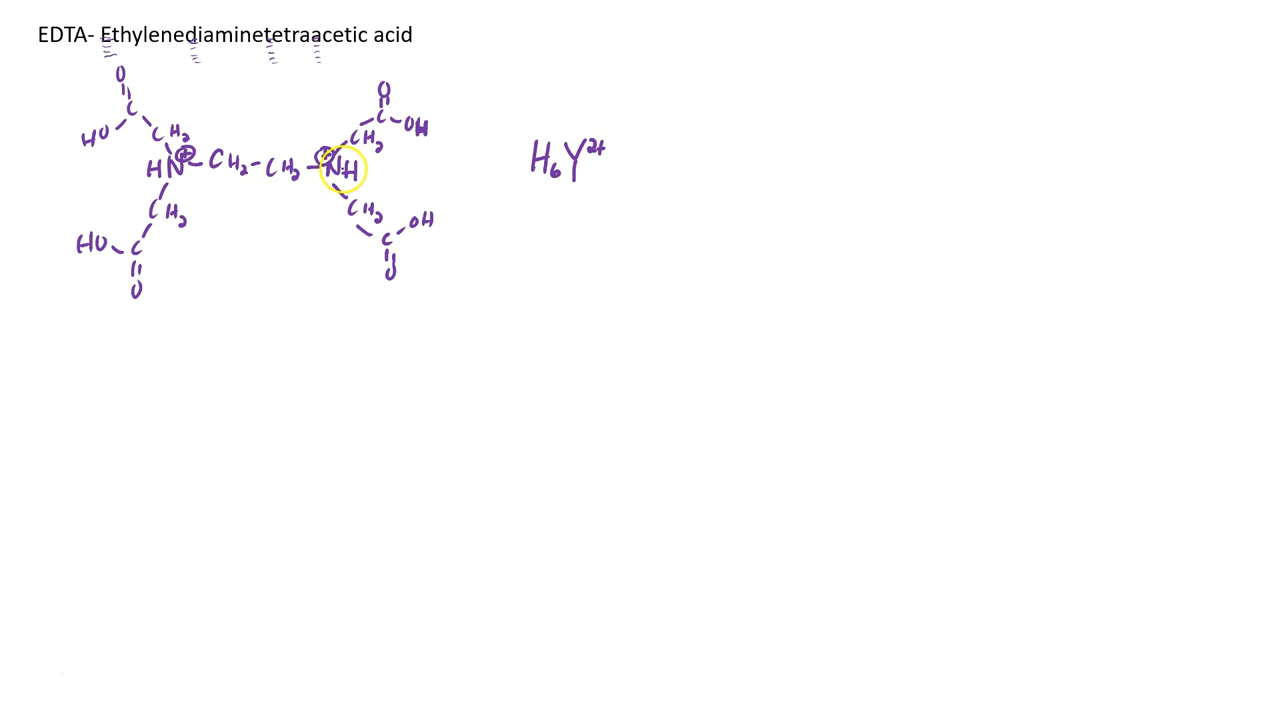 EDTA- Ethylenediaminetetraacetic acid
O
O
C
C
OH
HO
CH₂
CH₂
HN⊕-CH₂-CH₂-⊕NH
H₆Y²⁺
CH₂
CH₂
OH
HO
C
C
O
O